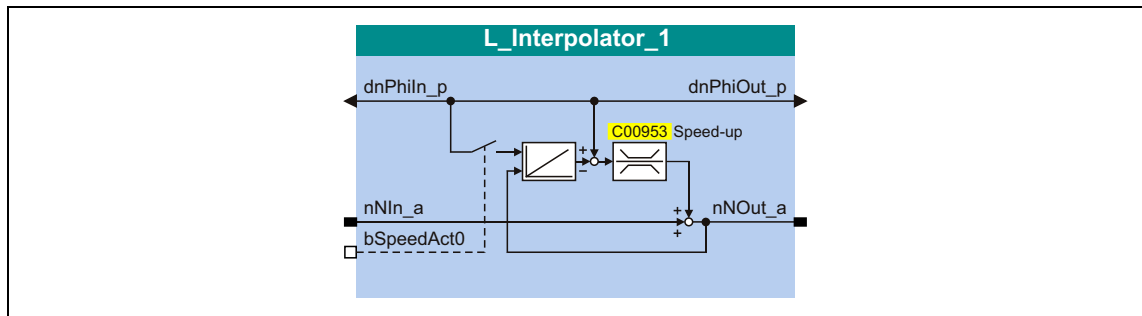 L_Interpolator_1
dnPhiIn_p dnPhiOut_p
C00953 Speed-up
+
−
nNIn_a + nNOut_a
+
bSpeedAct0